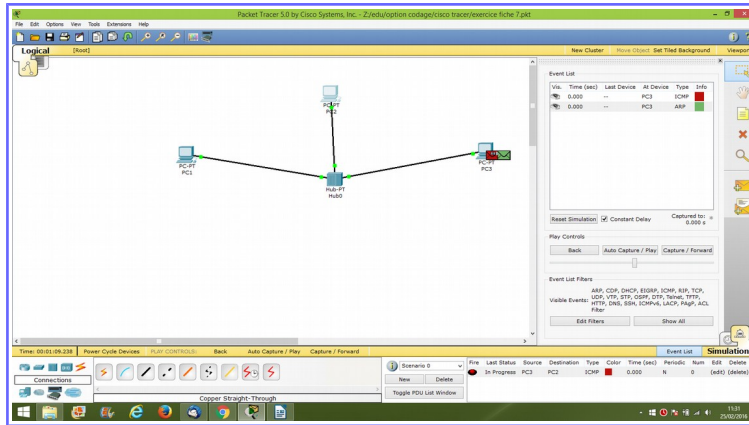 Packet Tracer 5.0 by Cisco Systems, Inc. - Z:/edu/option codage/cisco tracer/exercice fiche 7.pkt
File Edit Options View Tools Extensions Help
Logical [Root] New Cluster Move Object Set Tiled Background Viewport
PC-PT
PC2
PC-PT
PC1
PC-PT
PC3
Hub-PT
Hub0
Event List
Vis. Time (sec) Last Device At Device Type Info
0.000 -- PC3 ICMP
0.000 -- PC3 ARP
Reset Simulation Constant Delay Captured to: 0.000 s
Play Controls
Back Auto Capture / Play Capture / Forward
Event List Filters
Visible Events: ARP, CDP, DHCP, EIGRP, ICMP, RIP, TCP,
UDP, VTP, STP, OSPF, DTP, Telnet, TFTP,
HTTP, DNS, SSH, ICMPv6, LACP, PAgP, ACL
Filter
Edit Filters Show All
Time: 00:01:09.238 Power Cycle Devices PLAY CONTROLS: Back Auto Capture / Play Capture / Forward Event List Simulation
Connections
Copper Straight-Through
Scenario 0
New Delete
Toggle PDU List Window
Fire Last Status Source Destination Type Color Time (sec) Periodic Num Edit Delete
In Progress PC3 PC2 ICMP 0.000 N 0 (edit) (delete)
11:31
25/02/2016